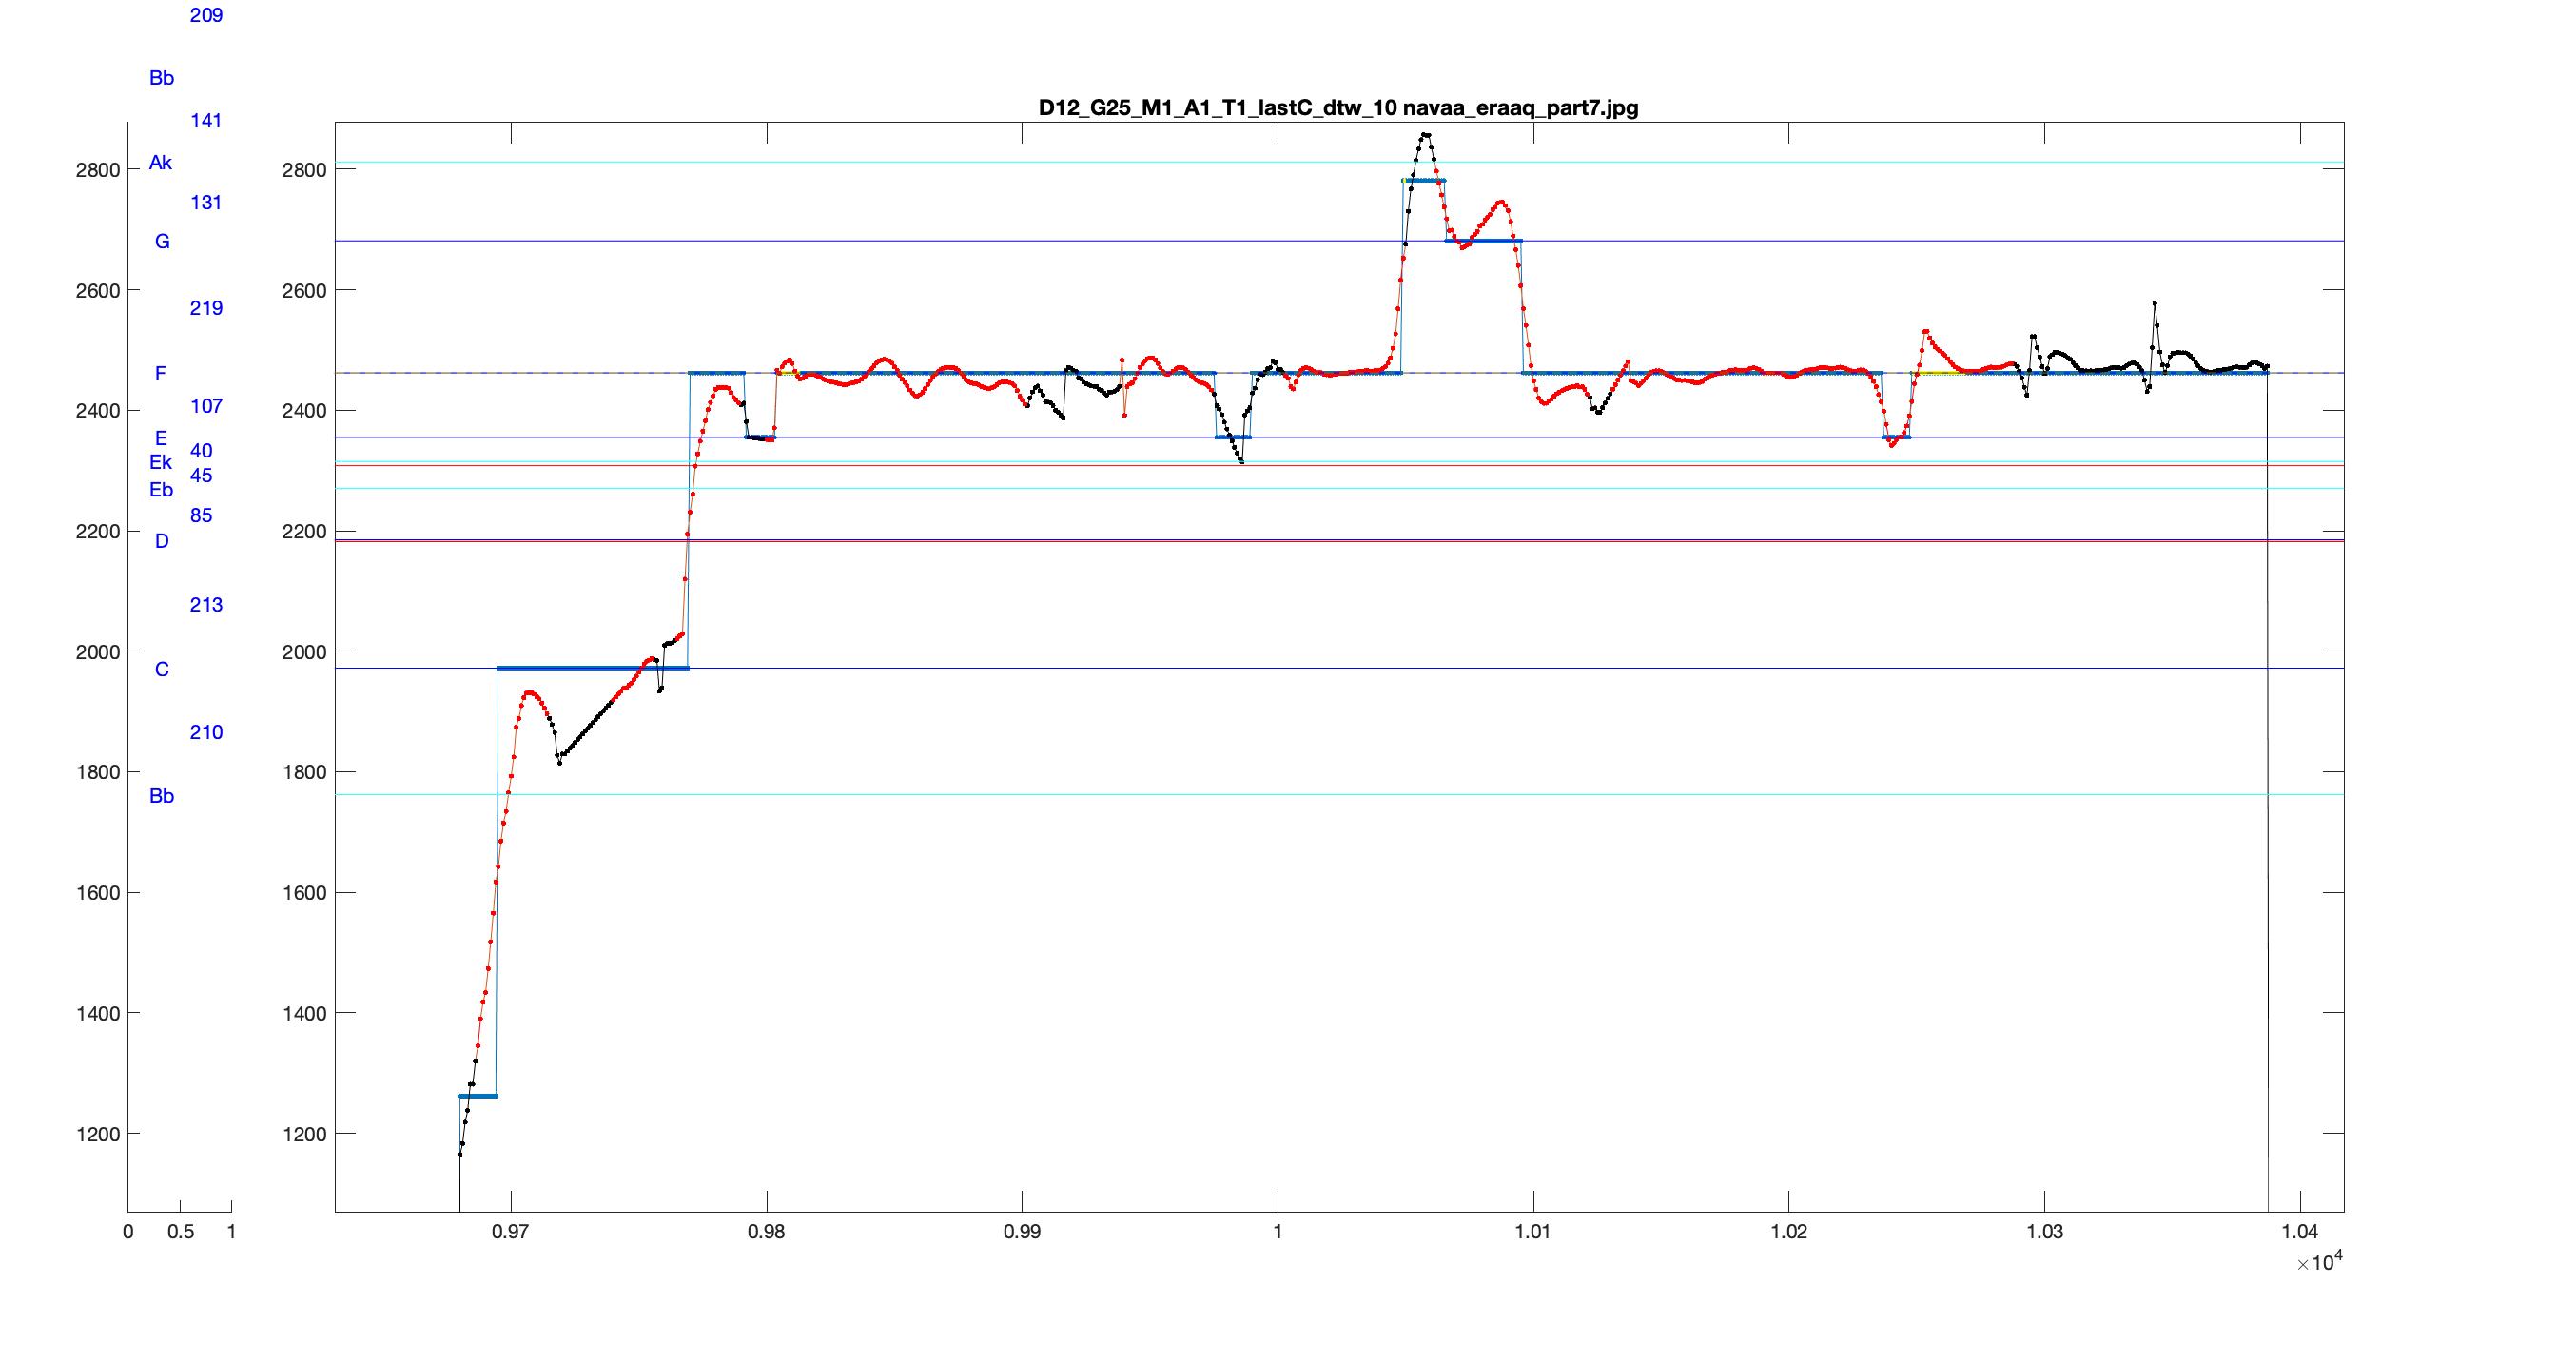 209
Bb
D12_G25_M1_A1_T1_lastC_dtw_10 navaa_eraaq_part7.jpg
141
2800 Ak 2800
131
G
2600 219 2600
F
2400 107 2400
E
40
Ek
45
Eb
85
2200 2200
D
213
2000 2000
C
210
1800 1800
Bb
1600 1600
1400 1400
1200 1200
0 0.5 1 0.97 0.98 0.99 1 1.01 1.02 1.03 1.04
×10^4